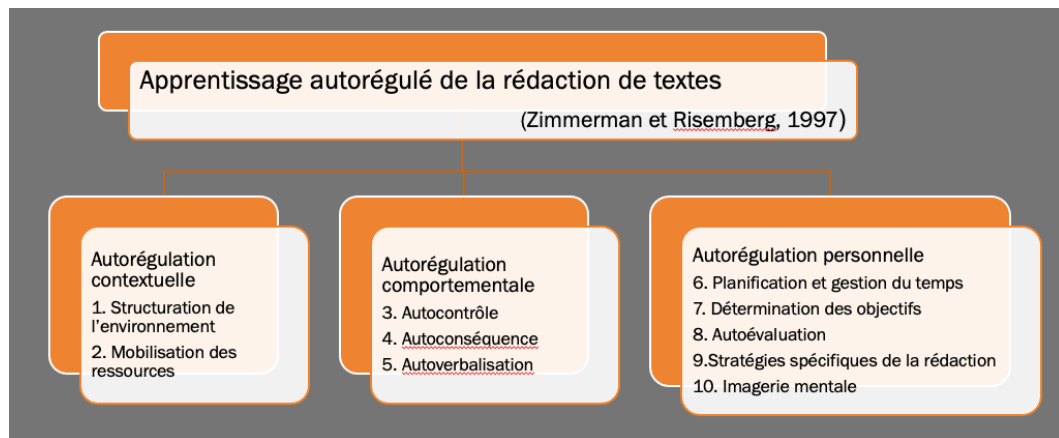 Apprentissage autorégulé de la rédaction de textes
(Zimmerman et Risemberg, 1997)
Autorégulation
contextuelle
1. Structuration de
l'environnement
2. Mobilisation des
ressources
Autorégulation
comportementale
3. Autocontrôle
4. Autoconséquence
5. Autoverbalisation
Autorégulation personnelle
6. Planification et gestion du temps
7. Détermination des objectifs
8. Autoévaluation
9.Stratégies spécifiques de la rédaction
10. Imagerie mentale